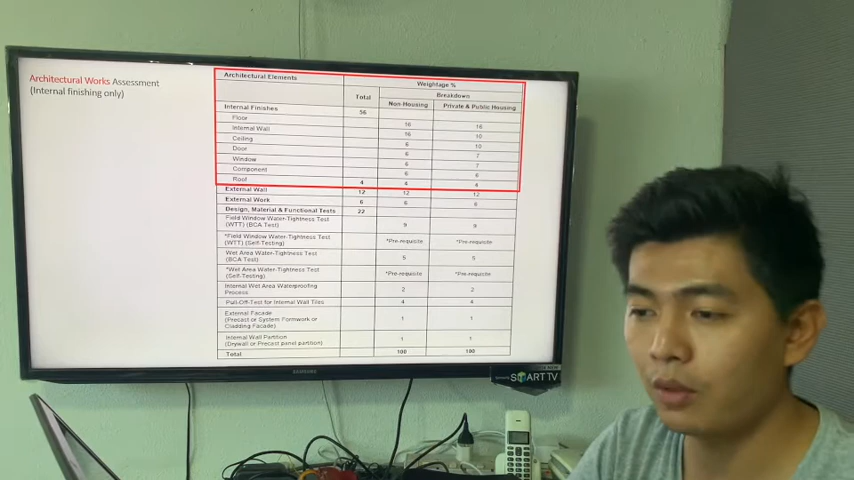 Architectural Works Assessment
(Internal finishing only)
Architectural Elements
Weightage %
Total
Breakdown
Non-Housing
Private & Public Housing
Internal Finishes 56
Floor 16 16
Internal Wall 16 10
Ceiling 6 10
Door 6 7
Window 6 7
Component 6 6
Roof 4 4 4
External Wall 12 12 12
External Work 6 6 6
Design, Material & Functional Tests 22
Field Window Water-Tightness Test
(WTT) (BCA Test) 9 9
*Field Window Water-Tightness Test
(WTT) (Self-Testing) *Pre-requisite *Pre-requisite
Wet Area Water-Tightness Test
(BCA Test) 5 5
*Wet Area Water-Tightness Test
(Self-Testing) *Pre-requisite *Pre-requisite
Internal Wet Area Waterproofing
Process 2 2
Pull-Off-Test for Internal Wall Tiles 4 4
External Facade
(Precast or System Formwork or
Cladding Facade) 1 1
Internal Wall Partition
(Drywall or Precast panel partition) 1 1
Total 100 100
SAMSUNG
SMART TV